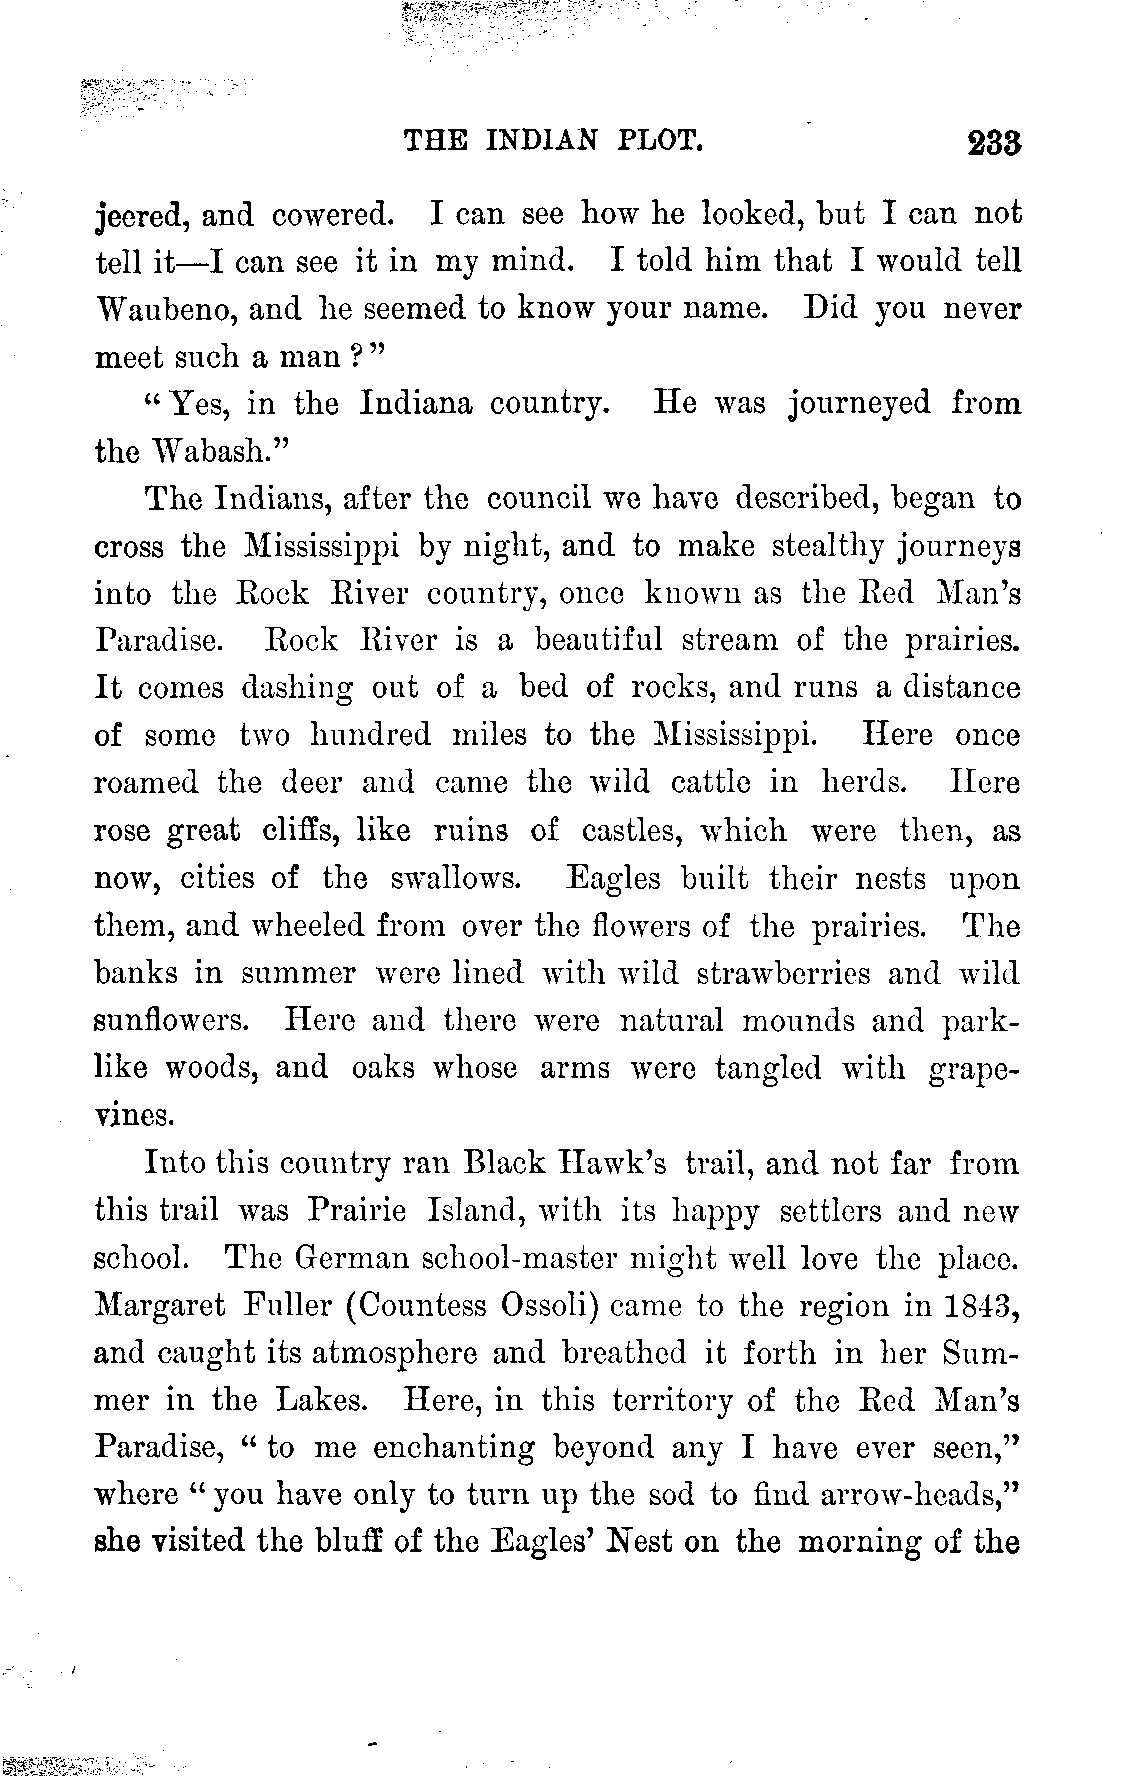 THE INDIAN PLOT. 233
jeered, and cowered. I can see how he looked, but I can not
tell it—I can see it in my mind. I told him that I would tell
Waubeno, and he seemed to know your name. Did you never
meet such a man?”
“Yes, in the Indiana country. He was journeyed from
the Wabash.”
The Indians, after the council we have described, began to
cross the Mississippi by night, and to make stealthy journeys
into the Rock River country, once known as the Red Man’s
Paradise. Rock River is a beautiful stream of the prairies.
It comes dashing out of a bed of rocks, and runs a distance
of some two hundred miles to the Mississippi. Here once
roamed the deer and came the wild cattle in herds. Here
rose great cliffs, like ruins of castles, which were then, as
now, cities of the swallows. Eagles built their nests upon
them, and wheeled from over the flowers of the prairies. The
banks in summer were lined with wild strawberries and wild
sunflowers. Here and there were natural mounds and park-
like woods, and oaks whose arms were tangled with grape-
vines.
Into this country ran Black Hawk’s trail, and not far from
this trail was Prairie Island, with its happy settlers and new
school. The German school-master might well love the place.
Margaret Fuller (Countess Ossoli) came to the region in 1843,
and caught its atmosphere and breathed it forth in her Sum-
mer in the Lakes. Here, in this territory of the Red Man’s
Paradise, “to me enchanting beyond any I have ever seen,”
where “you have only to turn up the sod to find arrow-heads,”
she visited the bluff of the Eagles’ Nest on the morning of the